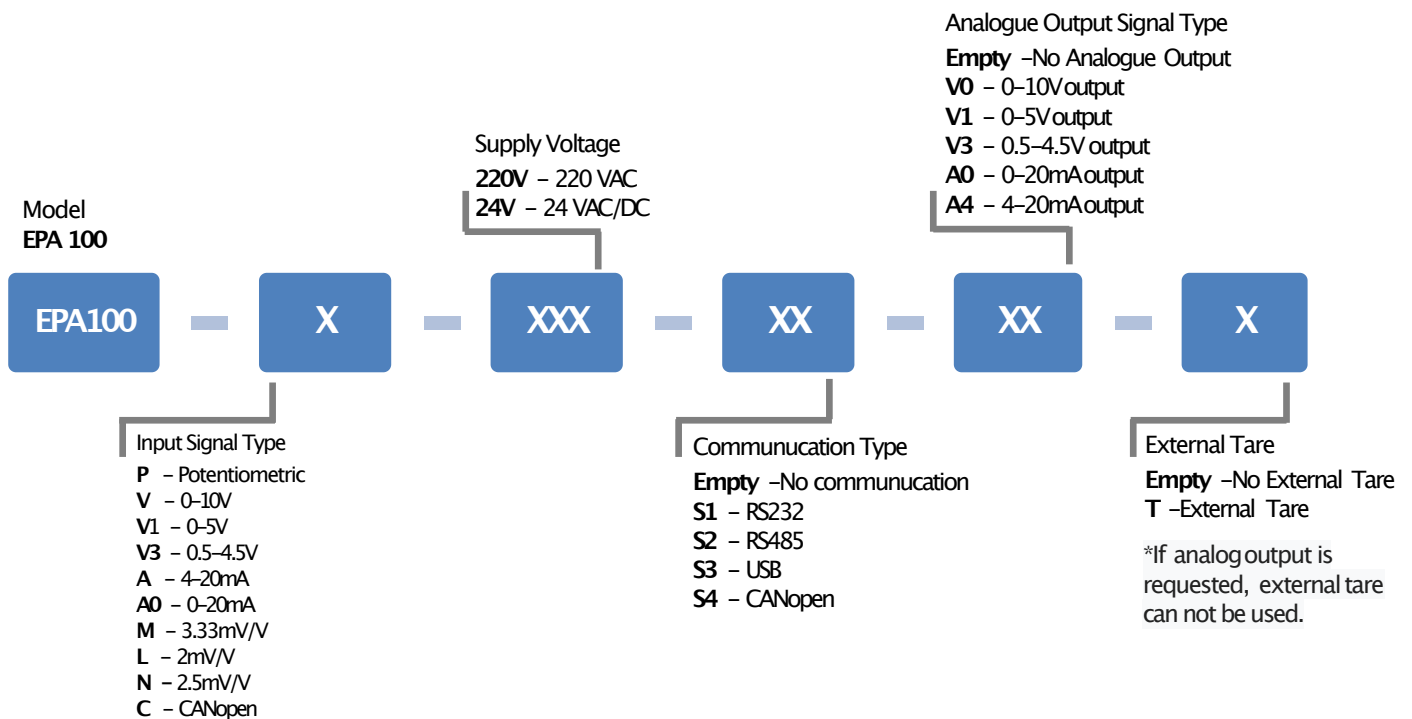 Analogue Output Signal Type
Empty –No Analogue Output
V0 – 0–10V output
V1 – 0–5V output
V3 – 0.5–4.5V output
A0 – 0–20mA output
A4 – 4–20mA output
Supply Voltage
220V – 220 VAC
24V – 24 VAC/DC
Model
EPA 100
EPA100 – X – XXX – XX – XX – X
Input Signal Type
P – Potentiometric
V – 0–10V
V1 – 0–5V
V3 – 0.5–4.5V
A – 4–20mA
A0 – 0–20mA
M – 3.33mV/V
L – 2mV/V
N – 2.5mV/V
C – CANopen
Communucation Type
Empty –No communucation
S1 – RS232
S2 – RS485
S3 – USB
S4 – CANopen
External Tare
Empty –No External Tare
T –External Tare
*If analog output is
requested, external tare
can not be used.